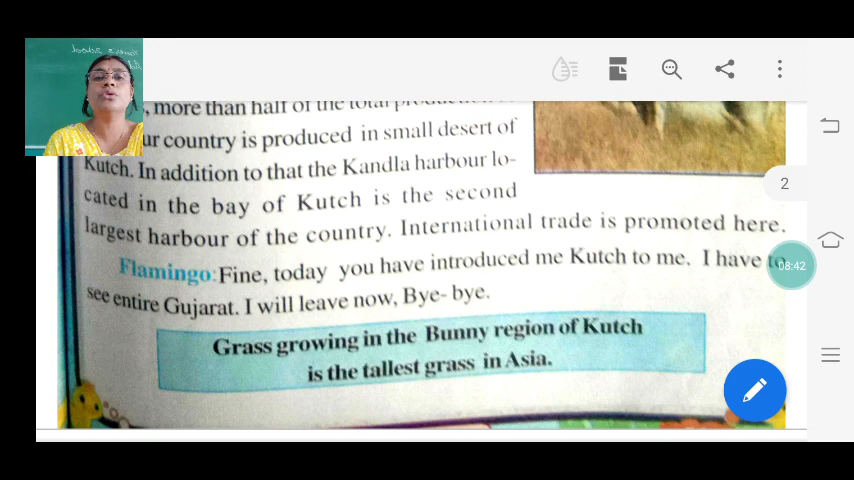 , more than half of the total
ur country is produced in small desert of
Kutch. In addition to that the Kandla harbour lo-
cated in the bay of Kutch is the second
largest harbour of the country. International trade is promoted here.
Flamingo: Fine, today you have introduced me Kutch to me. I have to
see entire Gujarat. I will leave now, Bye- bye.
Grass growing in the Bunny region of Kutch
is the tallest grass in Asia.
2
08:42